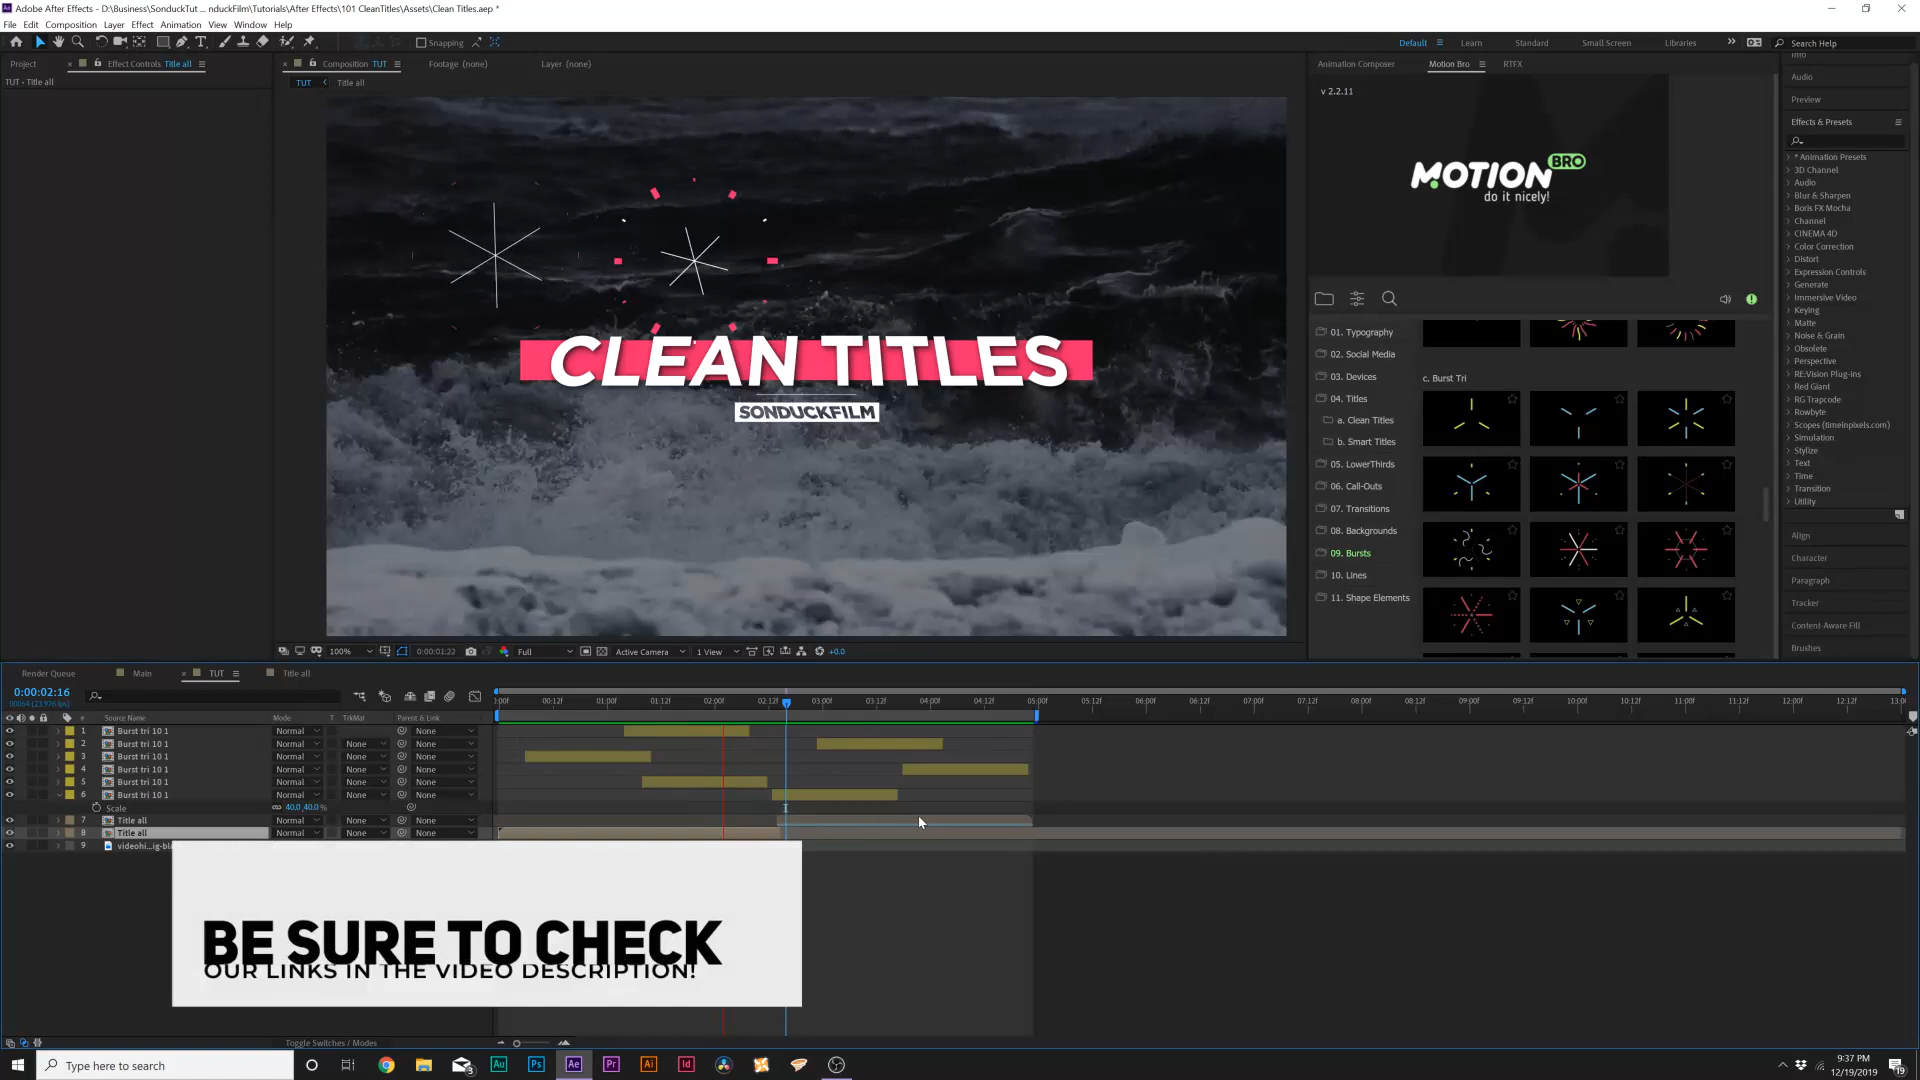 Adobe After Effects - D:\Business\SonduckTut ... nduckFilm\Tutorials\After Effects\101 CleanTitles\Assets\Clean Titles.aep *
File Edit Composition Layer Effect Animation View Window Help
Snapping
Default Learn Standard Small Screen Libraries Search Help
Project Effect Controls Title all Composition TUT Footage (none) Layer (none) Animation Composer Motion Bro RTFX
TUT • Title all
TUT Title all
v 2.2.11
MOTION BRO
do it nicely!
01. Typography
02. Social Media
03. Devices
04. Titles
a. Clean Titles
b. Smart Titles
05. LowerThirds
06. Call-Outs
07. Transitions
08. Backgrounds
09. Bursts
10. Lines
11. Shape Elements
c. Burst Tri
Info
Audio
Preview
Effects & Presets
* Animation Presets
3D Channel
Audio
Blur & Sharpen
Boris FX Mocha
Channel
CINEMA 4D
Color Correction
Distort
Expression Controls
Generate
Immersive Video
Keying
Matte
Noise & Grain
Obsolete
Perspective
RE:Vision Plug-ins
Red Giant
RG Trapcode
Rowbyte
Scopes (timeinpixels.com)
Simulation
Stylize
Text
Time
Transition
Utility
Align
Character
Paragraph
Tracker
Content-Aware Fill
Brushes
CLEAN TITLES
SONDUCKFILM
100% 0:00:01:22 Full Active Camera 1 View +0.0
Render Queue Main TUT Title all
0:00:02:16
00064 (23.976 fps)
:00f 00:12f 01:00f 01:12f 02:00f 02:12f 03:00f 03:12f 04:00f 04:12f 05:00f 05:12f 06:00f 06:12f 07:00f 07:12f 08:00f 08:12f 09:00f 09:12f 10:00f 10:12f 11:00f 11:12f 12:00f 12:12f 13:0
# Source Name Mode T TrkMat Parent & Link
1 Burst tri 10 1 Normal None
2 Burst tri 10 1 Normal None None
3 Burst tri 10 1 Normal None None
4 Burst tri 10 1 Normal None None
5 Burst tri 10 1 Normal None None
6 Burst tri 10 1 Normal None None
Scale 40.0,40.0 %
7 Title all Normal None None
8 Title all Normal None None
9 videohi...ig-bl
Normal None None
BE SURE TO CHECK
OUR LINKS IN THE VIDEO DESCRIPTION!
Toggle Switches / Modes
Type here to search
3
Au Ps Ae Pr Ai Id
9:37 PM
12/19/2019
19